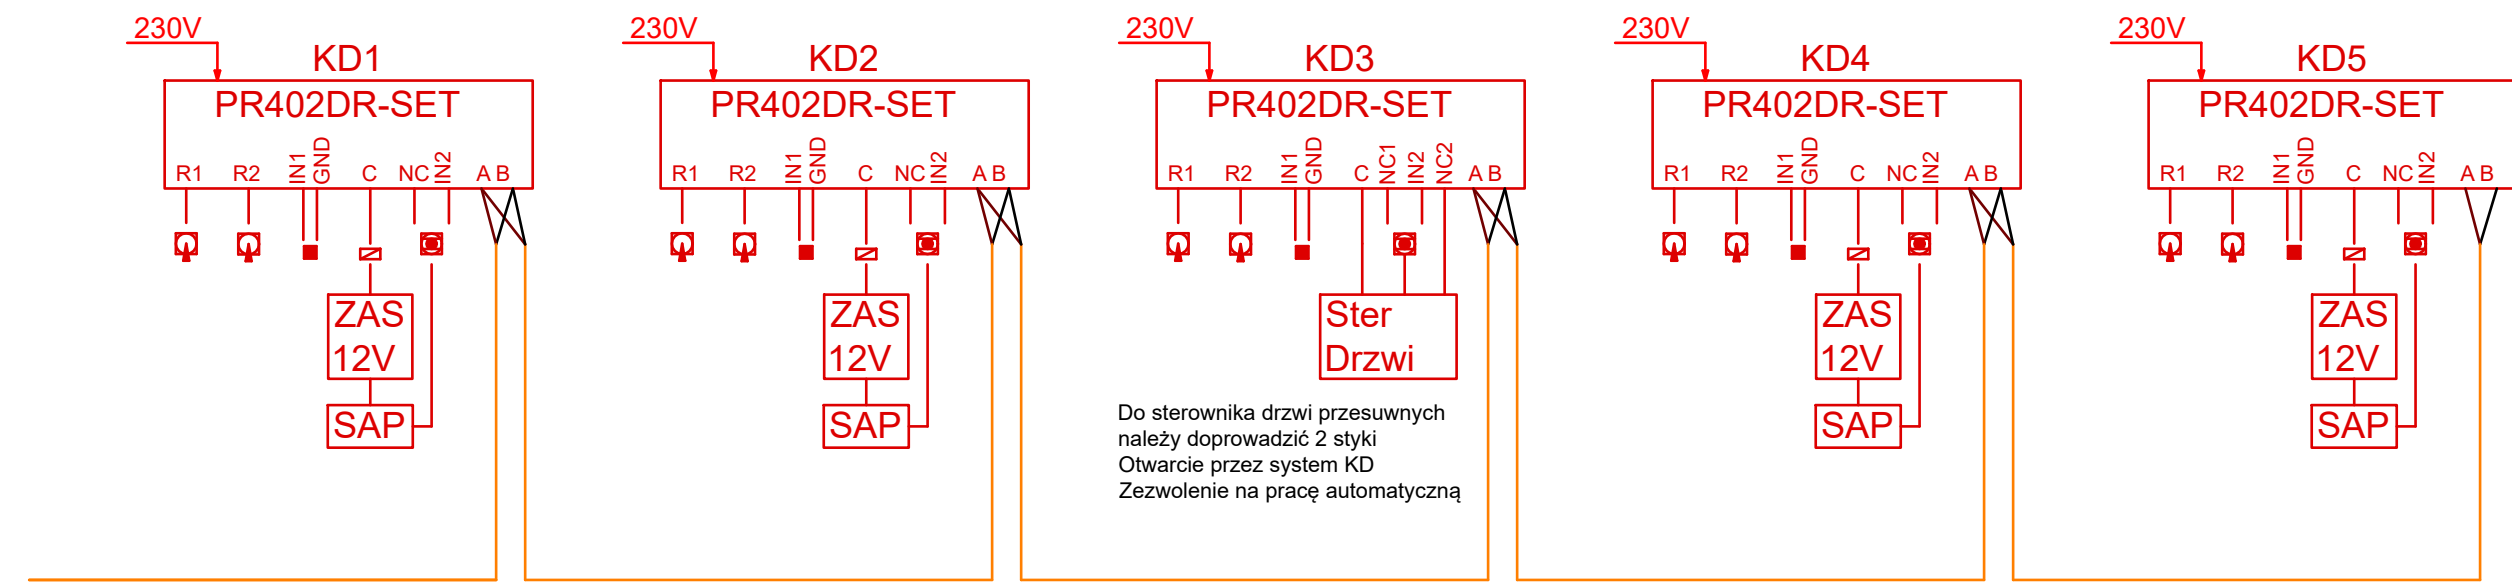 230V
230V
230V
230V
230V
KD1
KD2
KD3
KD4
KD5
PR402DR-SET
PR402DR-SET
PR402DR-SET
PR402DR-SET
PR402DR-SET
R1 R2 IN1 GND C NC IN2 A B
R1 R2 IN1 GND C NC IN2 A B
R1 R2 IN1 GND C NC1 IN2 NC2 A B
R1 R2 IN1 GND C NC IN2 A B
R1 R2 IN1 GND C NC IN2 A B
ZAS
12V
SAP
ZAS
12V
SAP
Ster
Drzwi
Do sterownika drzwi przesuwnych
należy doprowadzić 2 styki
Otwarcie przez system KD
Zezwolenie na pracę automatyczną
ZAS
12V
SAP
ZAS
12V
SAP